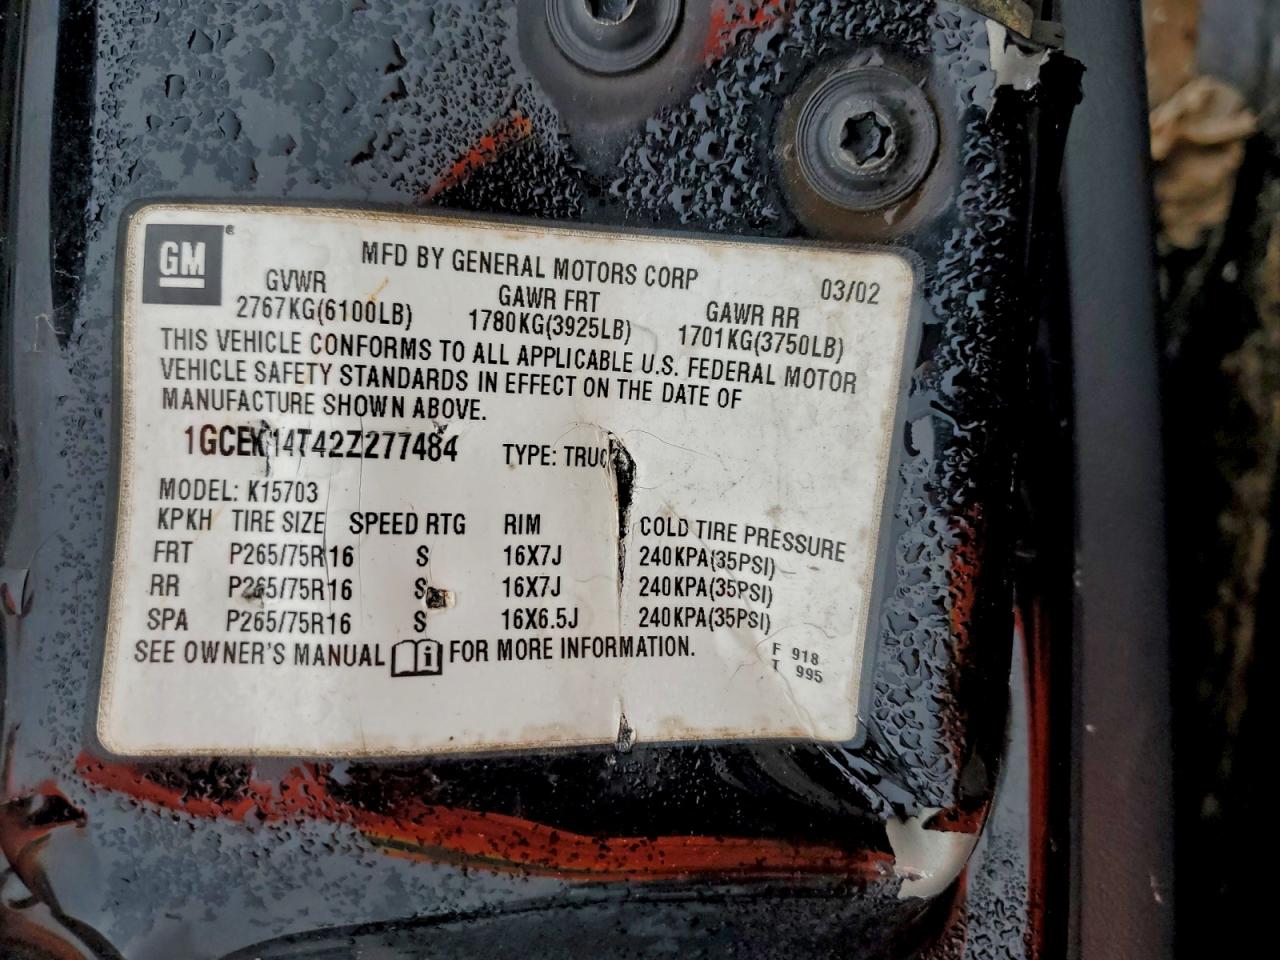 GM®
MFD BY GENERAL MOTORS CORP 03/02
GVWR GAWR FRT GAWR RR
2767KG(6100LB) 1780KG(3925LB) 1701KG(3750LB)
THIS VEHICLE CONFORMS TO ALL APPLICABLE U.S. FEDERAL MOTOR
VEHICLE SAFETY STANDARDS IN EFFECT ON THE DATE OF
MANUFACTURE SHOWN ABOVE.
1GCEK14T42Z277484 TYPE: TRUC
MODEL: K15703
KPKH TIRE SIZE SPEED RTG RIM COLD TIRE PRESSURE
FRT P265/75R16 S 16X7J 240KPA(35PSI)
RR P265/75R16 S 16X7J 240KPA(35PSI)
SPA P265/75R16 S 16X6.5J 240KPA(35PSI)
SEE OWNER'S MANUAL i FOR MORE INFORMATION.
F 918
T 995